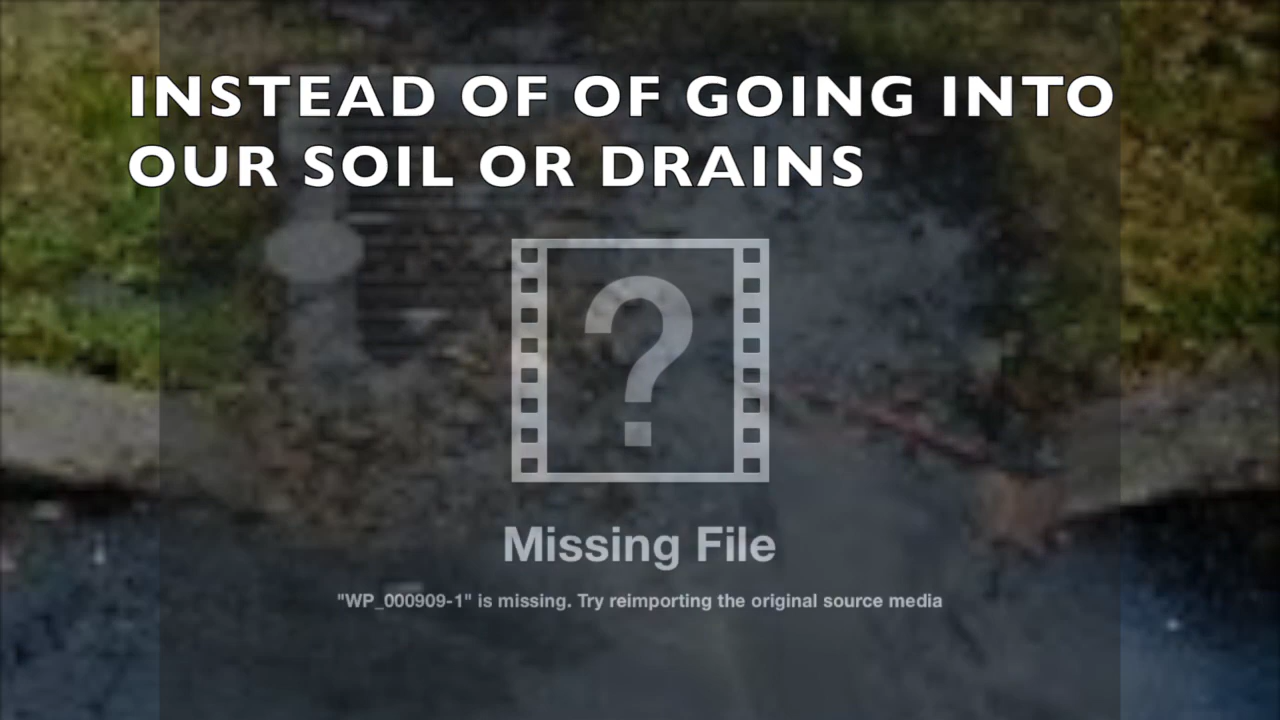 INSTEAD OF OF GOING INTO
OUR SOIL OR DRAINS
?
Missing File
"WP_000909-1" is missing. Try reimporting the original source media